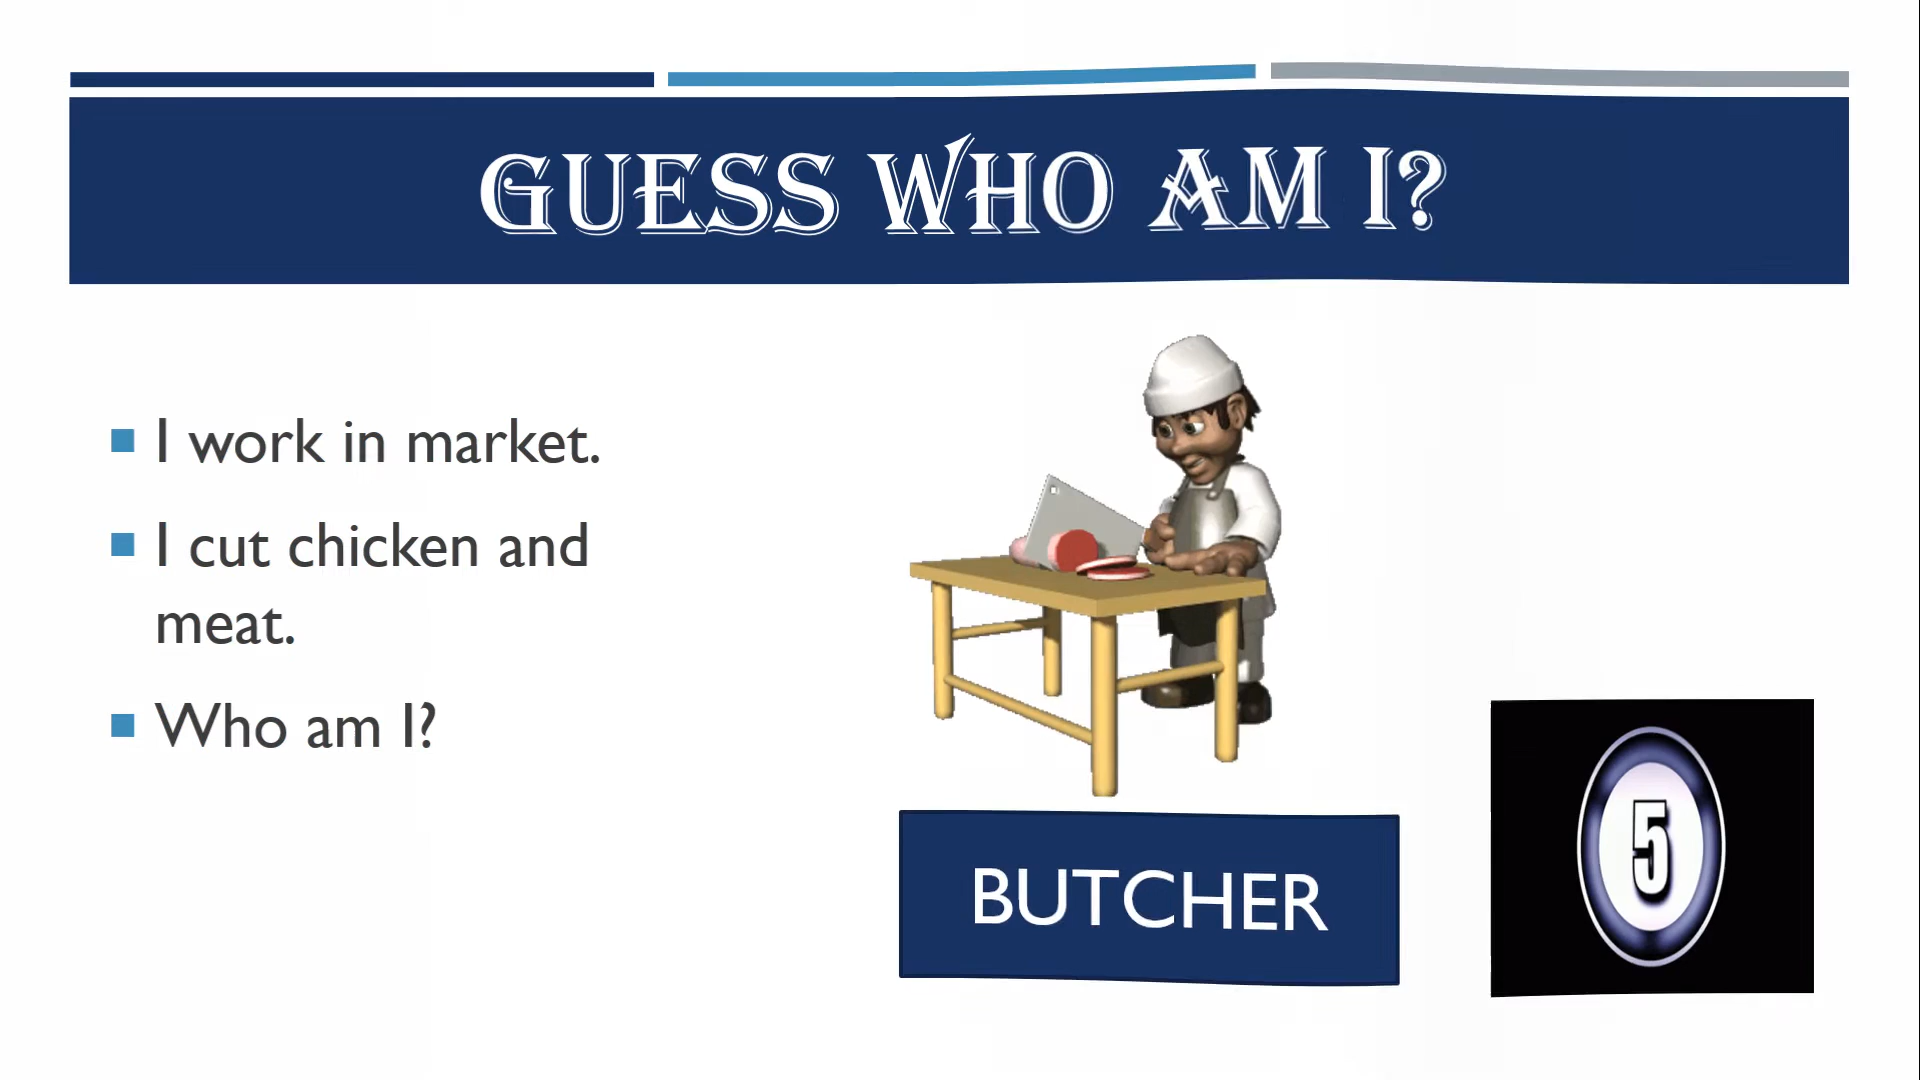 GUESS WHO AM I?
I work in market.
I cut chicken and
meat.
Who am I?
BUTCHER
5